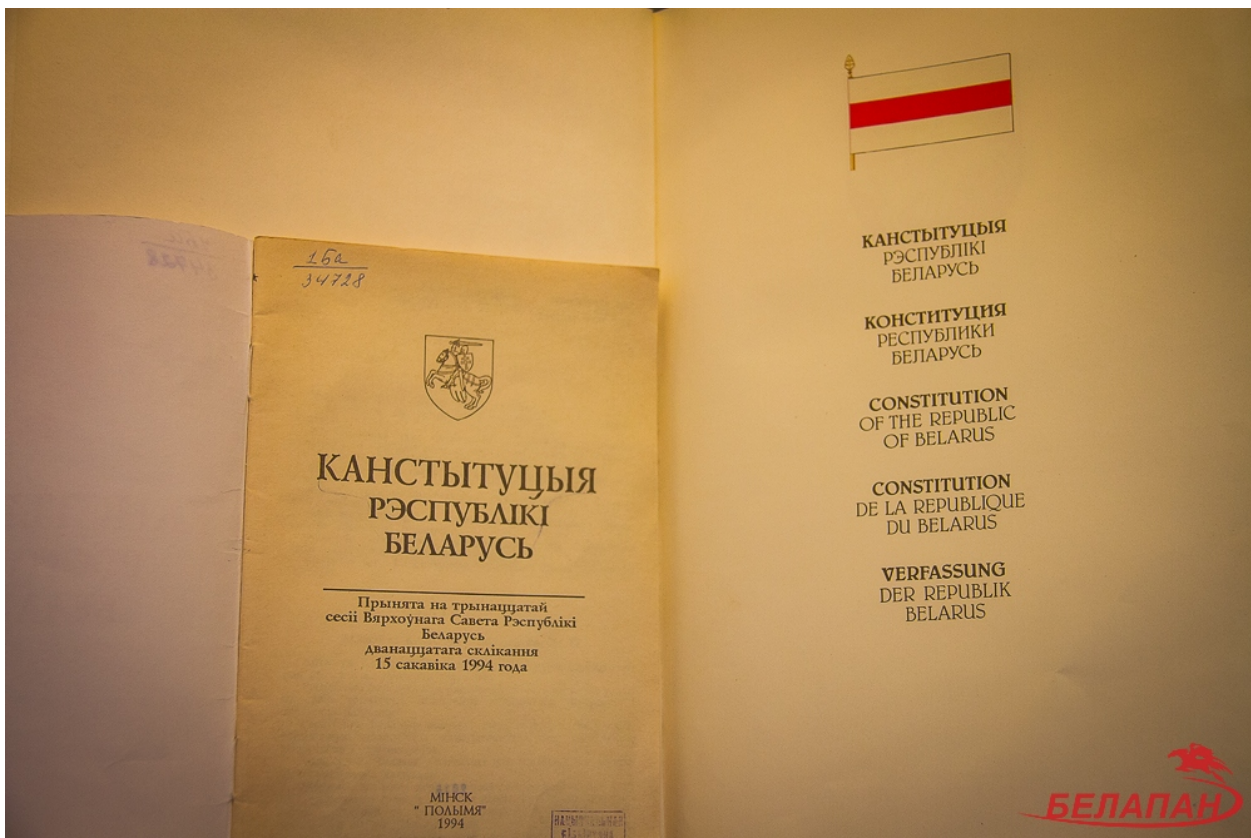 1Ба
34728
КАНСТЫТУЦЫЯ
РЭСПУБЛІКІ
БЕЛАРУСЬ
Прынята на трынаццатай
сесіі Вярхоўнага Савета Рэспублікі
Беларусь
дванаццатага склікання
15 сакавіка 1994 года
МІНСК
"ПОЛЫМЯ"
1994
КАНСТЫТУЦЫЯ
РЭСПУБЛІКІ
БЕЛАРУСЬ
КОНСТИТУЦИЯ
РЕСПУБЛИКИ
БЕЛАРУСЬ
CONSTITUTION
OF THE REPUBLIC
OF BELARUS
CONSTITUTION
DE LA REPUBLIQUE
DU BELARUS
VERFASSUNG
DER REPUBLIK
BELARUS
БЕЛАПАН